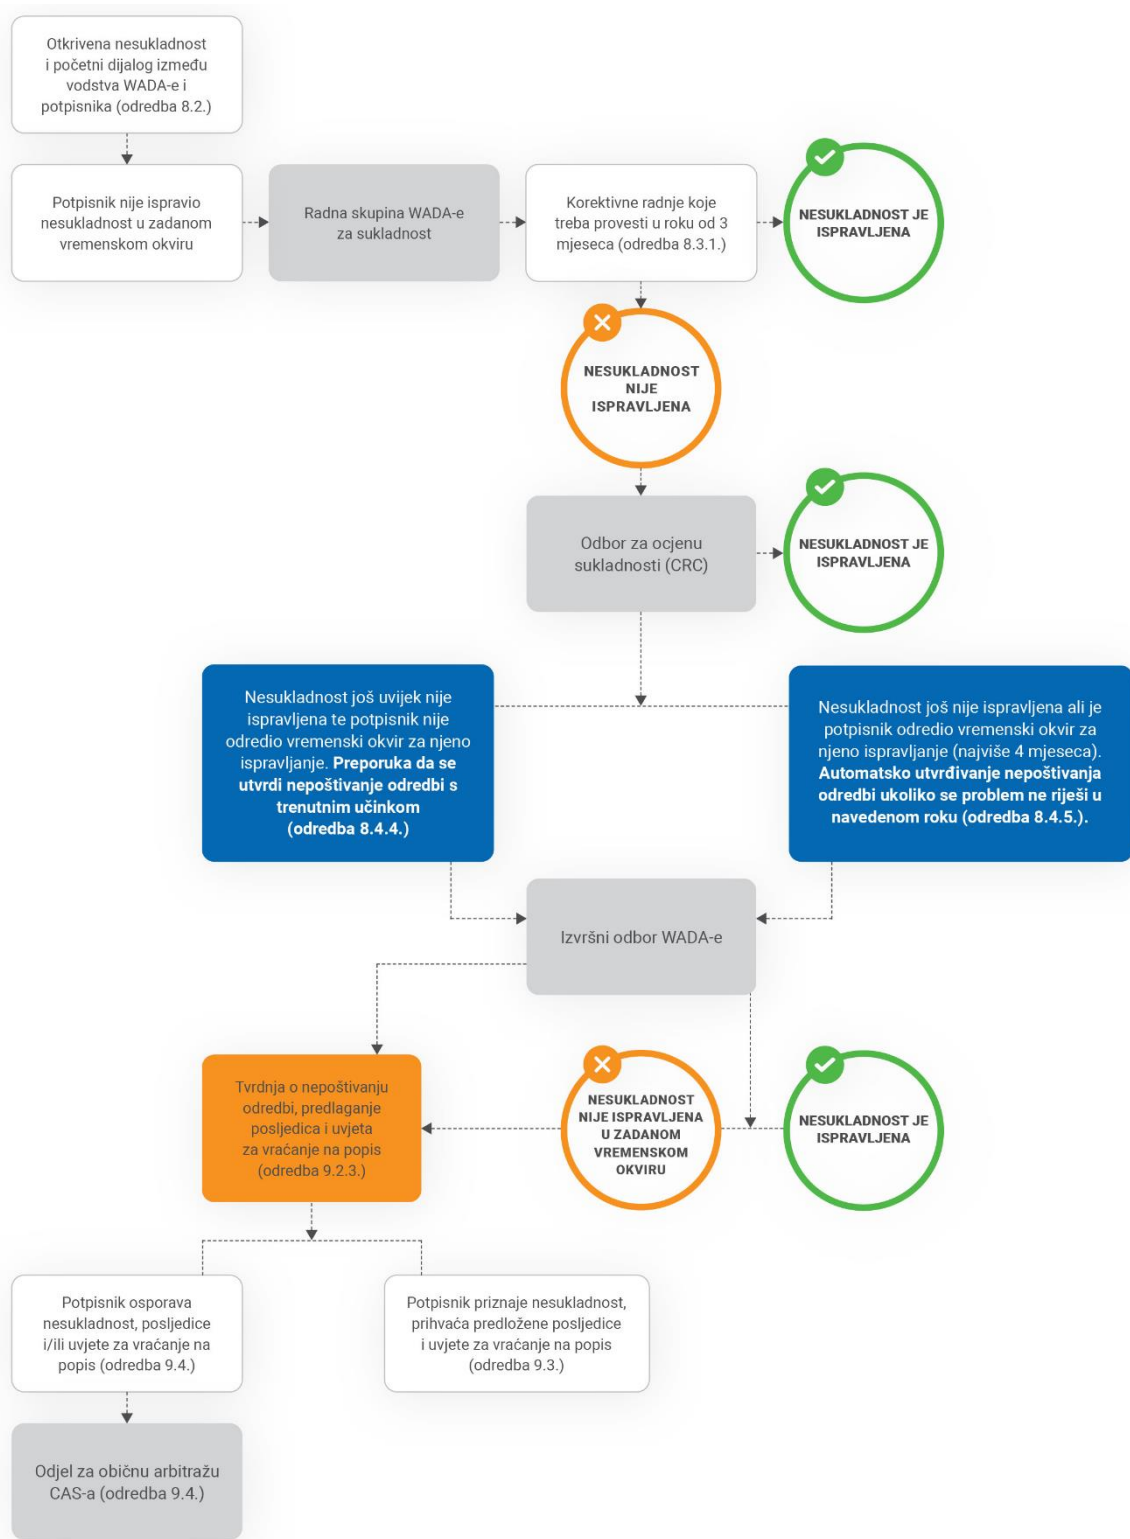 Otkrivena nesukladnost
i početni dijalog između
vodstva WADA-e i
potpisnika (odredba 8.2.)
Potpisnik nije ispravio
nesukladnost u zadanom
vremenskom okviru
Radna skupina WADA-e
za sukladnost
Korektivne radnje koje
treba provesti u roku od 3
mjeseca (odredba 8.3.1.)
NESUKLADNOST JE
ISPRAVLJENA
NESUKLADNOST
NIJE
ISPRAVLJENA
Odbor za ocjenu
sukladnosti (CRC)
NESUKLADNOST JE
ISPRAVLJENA
Nesukladnost još uvijek nije
ispravljena te potpisnik nije
odredio vremenski okvir za njeno
ispravljanje. Preporuka da se
utvrdi nepoštivanje odredbi s
trenutnim učinkom
(odredba 8.4.4.)
Nesukladnost još nije ispravljena ali je
potpisnik odredio vremenski okvir za
njeno ispravljanje (najviše 4 mjeseca).
Automatsko utvrđivanje nepoštivanja
odredbi ukoliko se problem ne riješi u
navedenom roku (odredba 8.4.5.).
Izvršni odbor WADA-e
Tvrdnja o nepoštivanju
odredbi, predlaganje
posljedica i uvjeta
za vraćanje na popis
(odredba 9.2.3.)
NESUKLADNOST
NIJE ISPRAVLJENA
U ZADANOM
VREMENSKOM
OKVIRU
NESUKLADNOST JE
ISPRAVLJENA
Potpisnik osporava
nesukladnost, posljedice
i/ili uvjete za vraćanje na
popis (odredba 9.4.)
Potpisnik priznaje nesukladnost,
prihvaća predložene posljedice
i uvjete za vraćanje na popis
(odredba 9.3.)
Odjel za običnu arbitražu
CAS-a (odredba 9.4.)